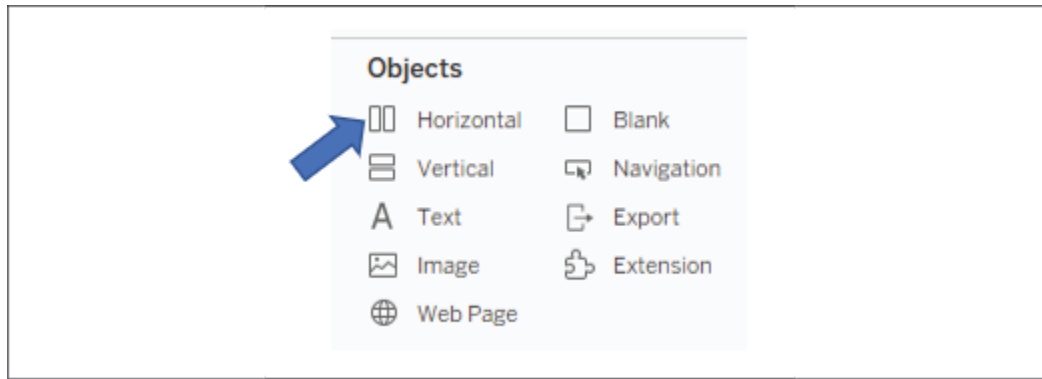 Objects
Horizontal Blank
Vertical Navigation
Text Export
Image Extension
Web Page